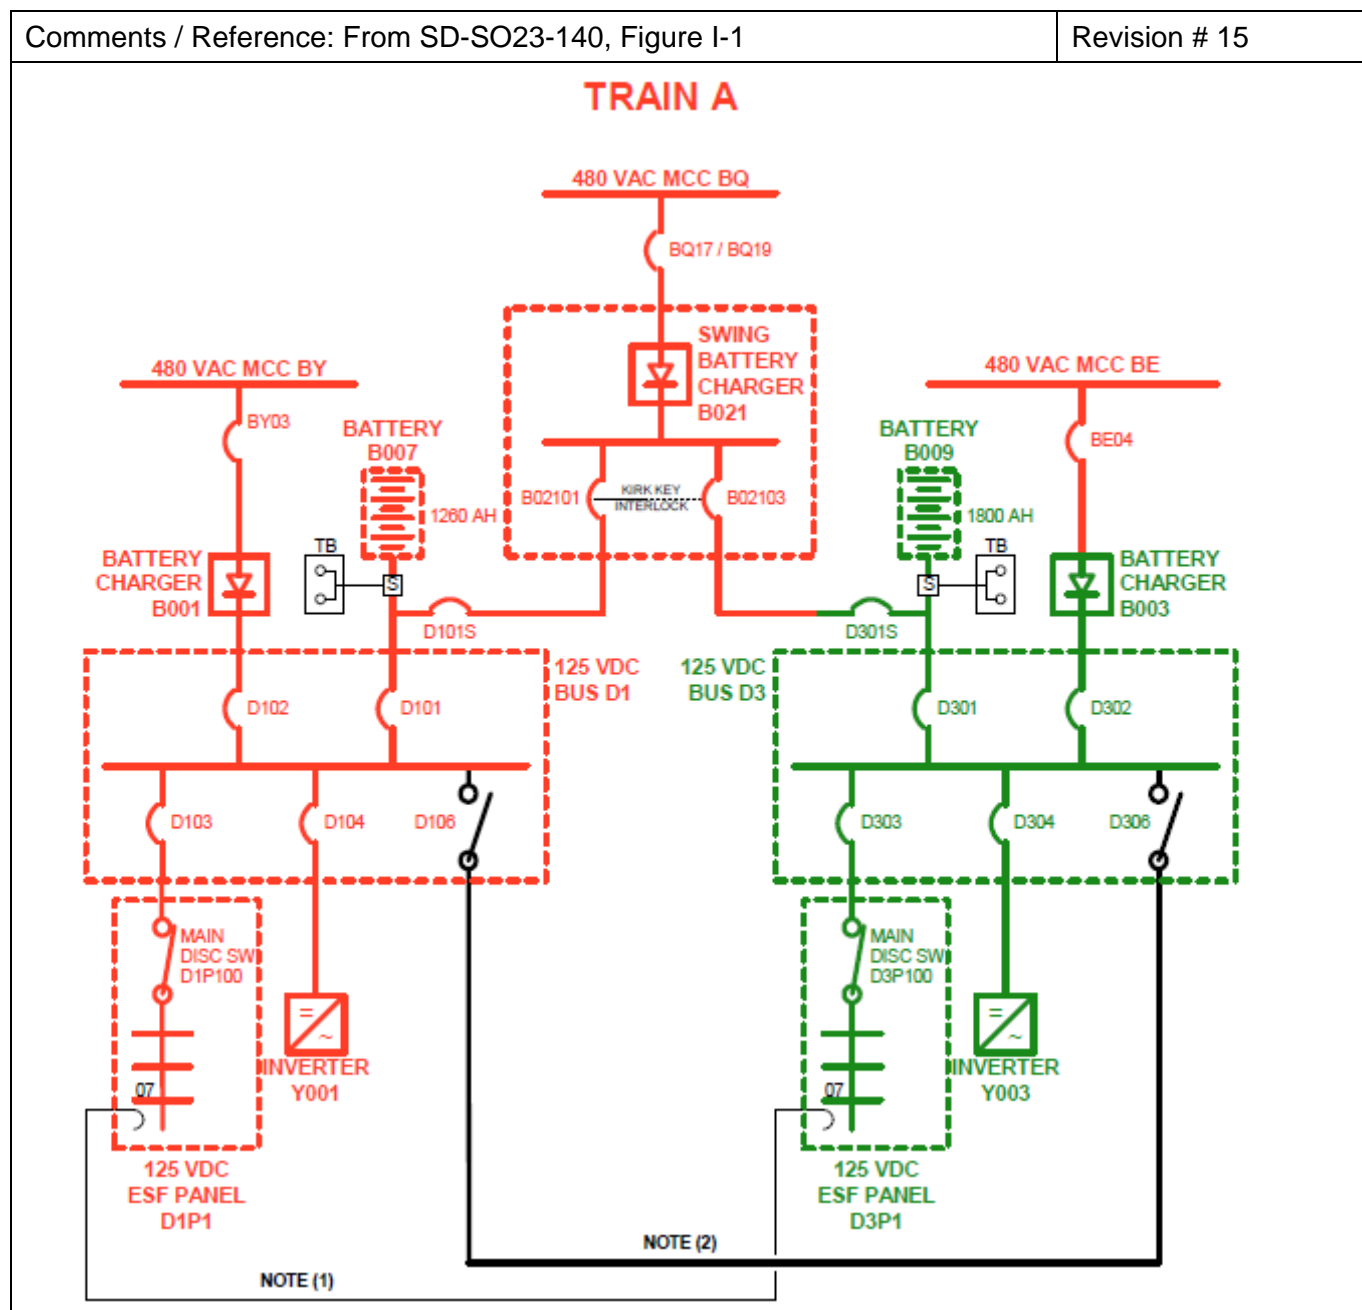 Comments / Reference: From SD-SO23-140, Figure I-1
Revision # 15
TRAIN A
480 VAC MCC BQ
BQ17 / BQ19
SWING
BATTERY
CHARGER
B021
480 VAC MCC BY
BY03
BATTERY
B007
1260 AH
TB
S
BATTERY
CHARGER
B001
B02101
KIRK KEY
INTERLOCK
B02103
480 VAC MCC BE
BE04
BATTERY
B009
1800 AH
TB
S
BATTERY
CHARGER
B003
D101S
D301S
125 VDC
BUS D1
125 VDC
BUS D3
D102
D101
D301
D302
D103
D104
D106
D303
D304
D306
MAIN
DISC SW
D1P100
=
~
INVERTER
Y001
07
125 VDC
ESF PANEL
D1P1
MAIN
DISC SW
D3P100
=
~
INVERTER
Y003
07
125 VDC
ESF PANEL
D3P1
NOTE (2)
NOTE (1)